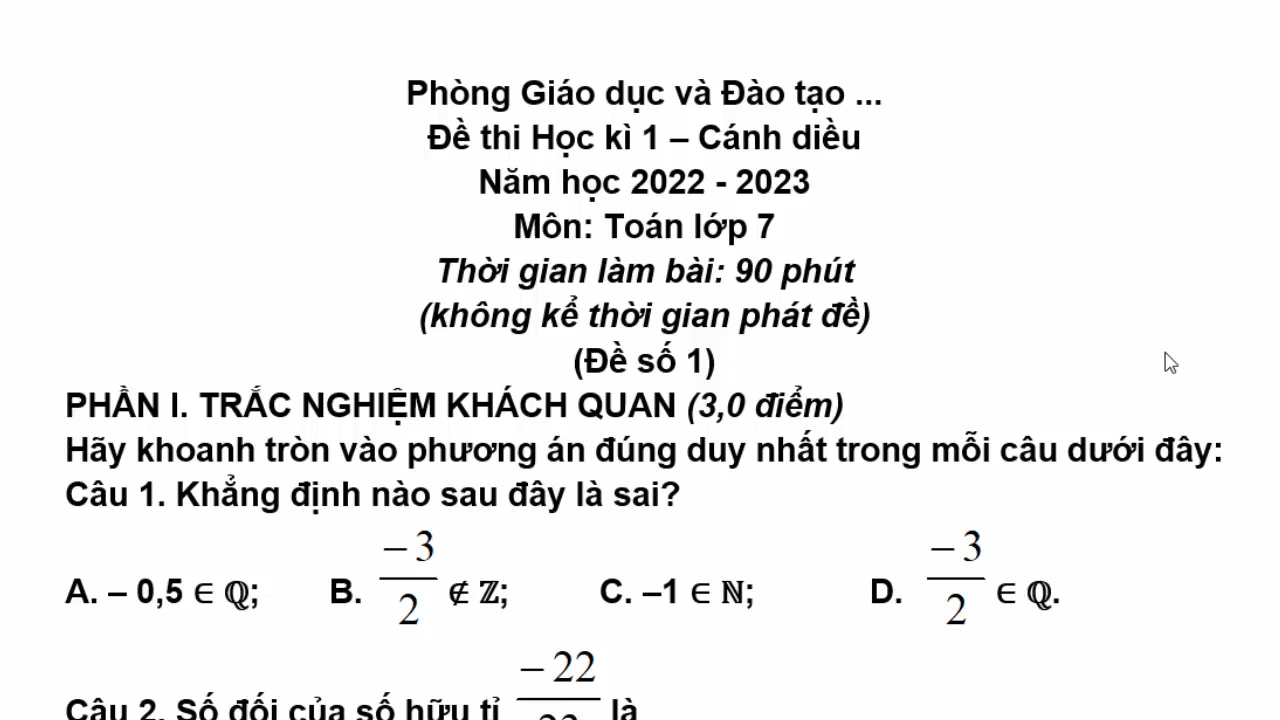 Phòng Giáo dục và Đào tạo ...
Đề thi Học kì 1 – Cánh diều
Năm học 2022 - 2023
Môn: Toán lớp 7
Thời gian làm bài: 90 phút
(không kể thời gian phát đề)
(Đề số 1)
PHẦN I. TRẮC NGHIỆM KHÁCH QUAN (3,0 điểm)
Hãy khoanh tròn vào phương án đúng duy nhất trong mỗi câu dưới đây:
Câu 1. Khẳng định nào sau đây là sai?
A. – 0,5 ∈ ℚ; B. −3/2 ∉ ℤ; C. –1 ∈ ℕ; D. −3/2 ∈ ℚ.
Câu 2. Số đối của số hữu tỉ −22 là